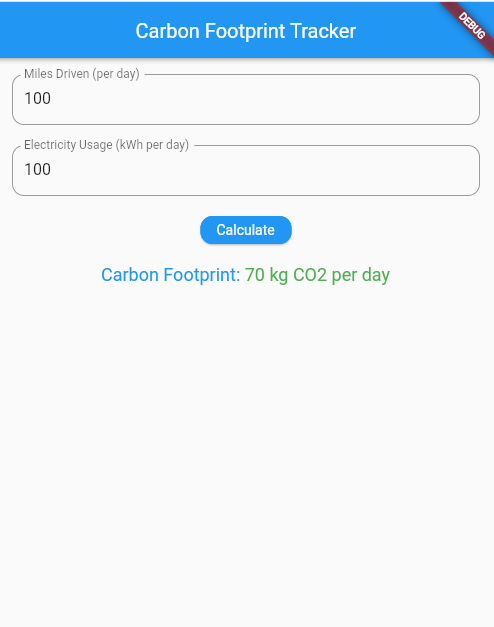 Carbon Footprint Tracker
DEBUG
Miles Driven (per day)
100
Electricity Usage (kWh per day)
100
Calculate
Carbon Footprint: 70 kg CO2 per day